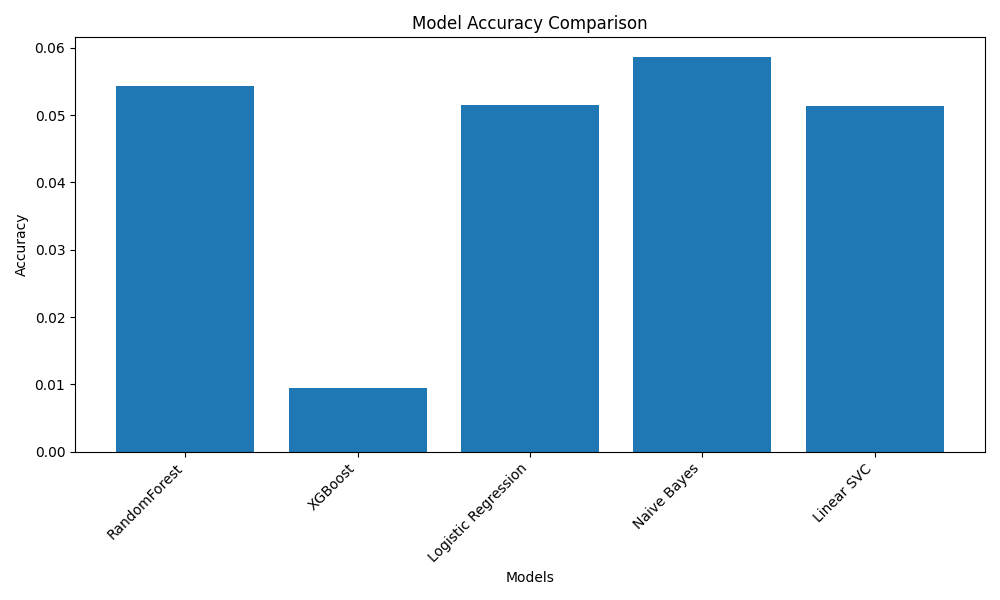 Model Accuracy Comparison
0.06
0.05
0.04
0.03
0.02
0.01
0.00
Accuracy
RandomForest
XGBoost
Logistic Regression
Naive Bayes
Linear SVC
Models